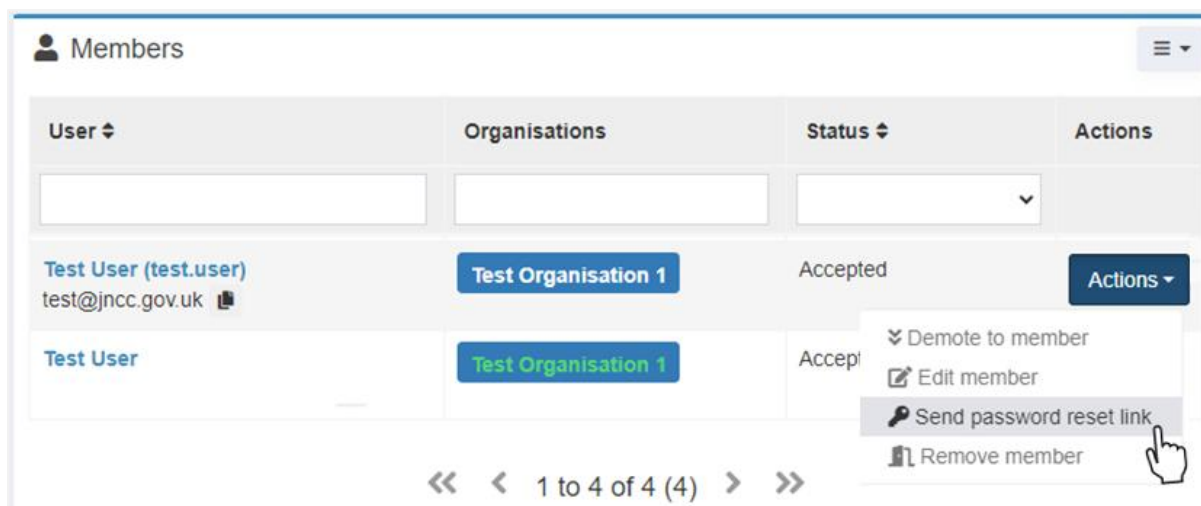 Members
User Organisations Status Actions
Test User (test.user) Test Organisation 1 Accepted Actions
test@jncc.gov.uk
Demote to member
Test User Test Organisation 1 Accept
Edit member
Send password reset link
Remove member
1 to 4 of 4 (4)